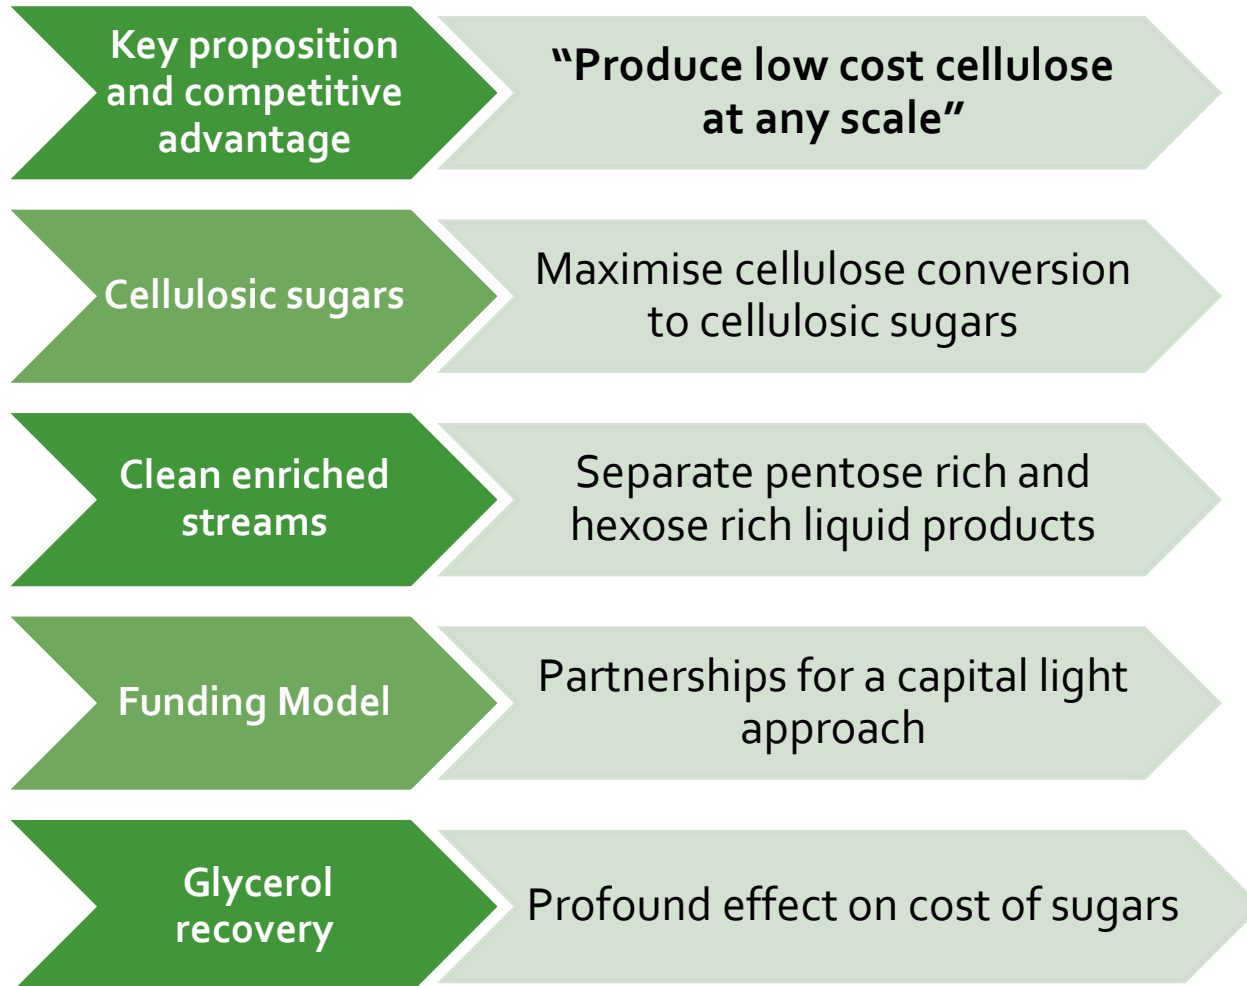 Key proposition
and competitive
advantage
“Produce low cost cellulose
at any scale”
Cellulosic sugars
Maximise cellulose conversion
to cellulosic sugars
Clean enriched
streams
Separate pentose rich and
hexose rich liquid products
Funding Model
Partnerships for a capital light
approach
Glycerol
recovery
Profound effect on cost of sugars